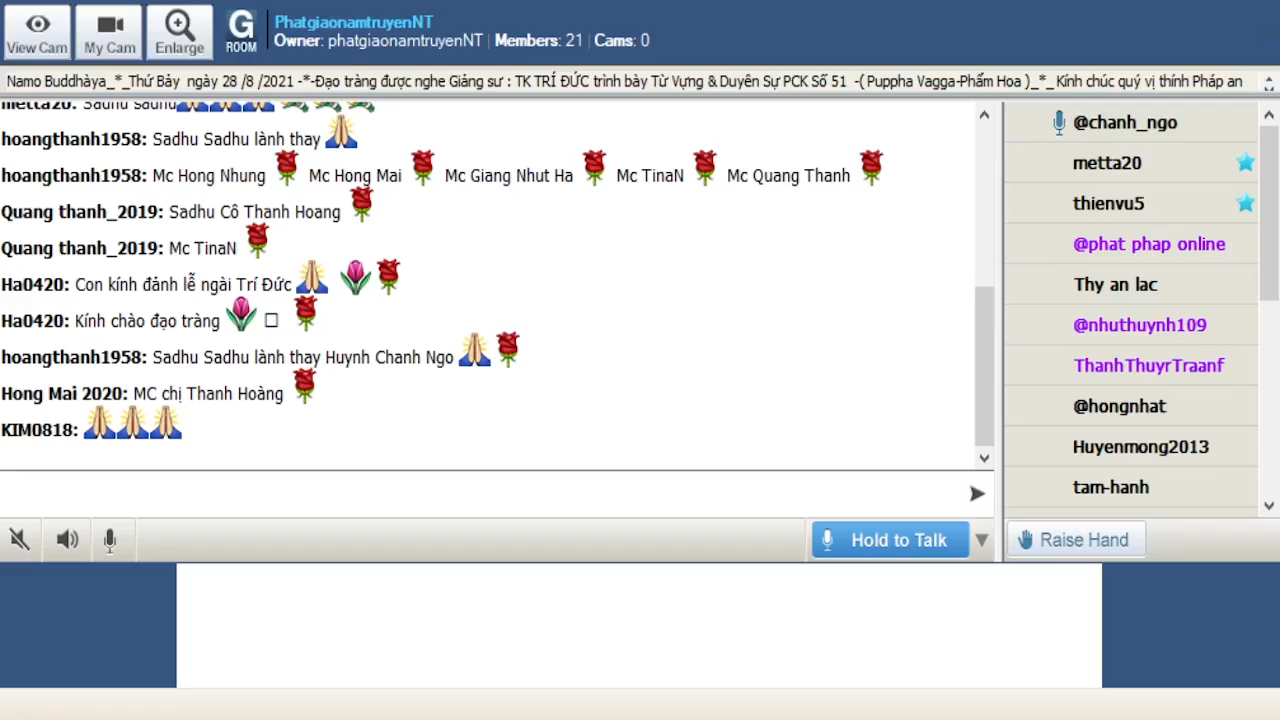 View Cam
My Cam
Enlarge
G
ROOM
PhatgiaonamtruyenNT
Owner: phatgiaonamtruyenNT | Members: 21 | Cams: 0
Namo Buddhàya_*_Thứ Bảy ngày 28 /8 /2021 -*-Đạo tràng được nghe Giảng sư : TK TRÍ ĐỨC trình bày Từ Vựng & Duyên Sự PCK Số 51 -( Puppha Vagga-Phẩm Hoa )_*_ Kính chúc quý vị thính Pháp an
metta20: Sadhu Sadhu
hoangthanh1958: Sadhu Sadhu lành thay
hoangthanh1958: Mc Hong Nhung Mc Hong Mai Mc Giang Nhut Ha Mc TinaN Mc Quang Thanh
Quang thanh_2019: Sadhu Cô Thanh Hoang
Quang thanh_2019: Mc TinaN
Ha0420: Con kính đảnh lễ ngài Trí Đức
Ha0420: Kính chào đạo tràng
hoangthanh1958: Sadhu Sadhu lành thay Huynh Chanh Ngo
Hong Mai 2020: MC chị Thanh Hoàng
KIM0818:
@chanh_ngo
metta20
thienvu5
@phat phap online
Thy an lac
@nhuthuynh109
ThanhThuyrTraanf
@hongnhat
Huyenmong2013
tam-hanh
Hold to Talk
Raise Hand